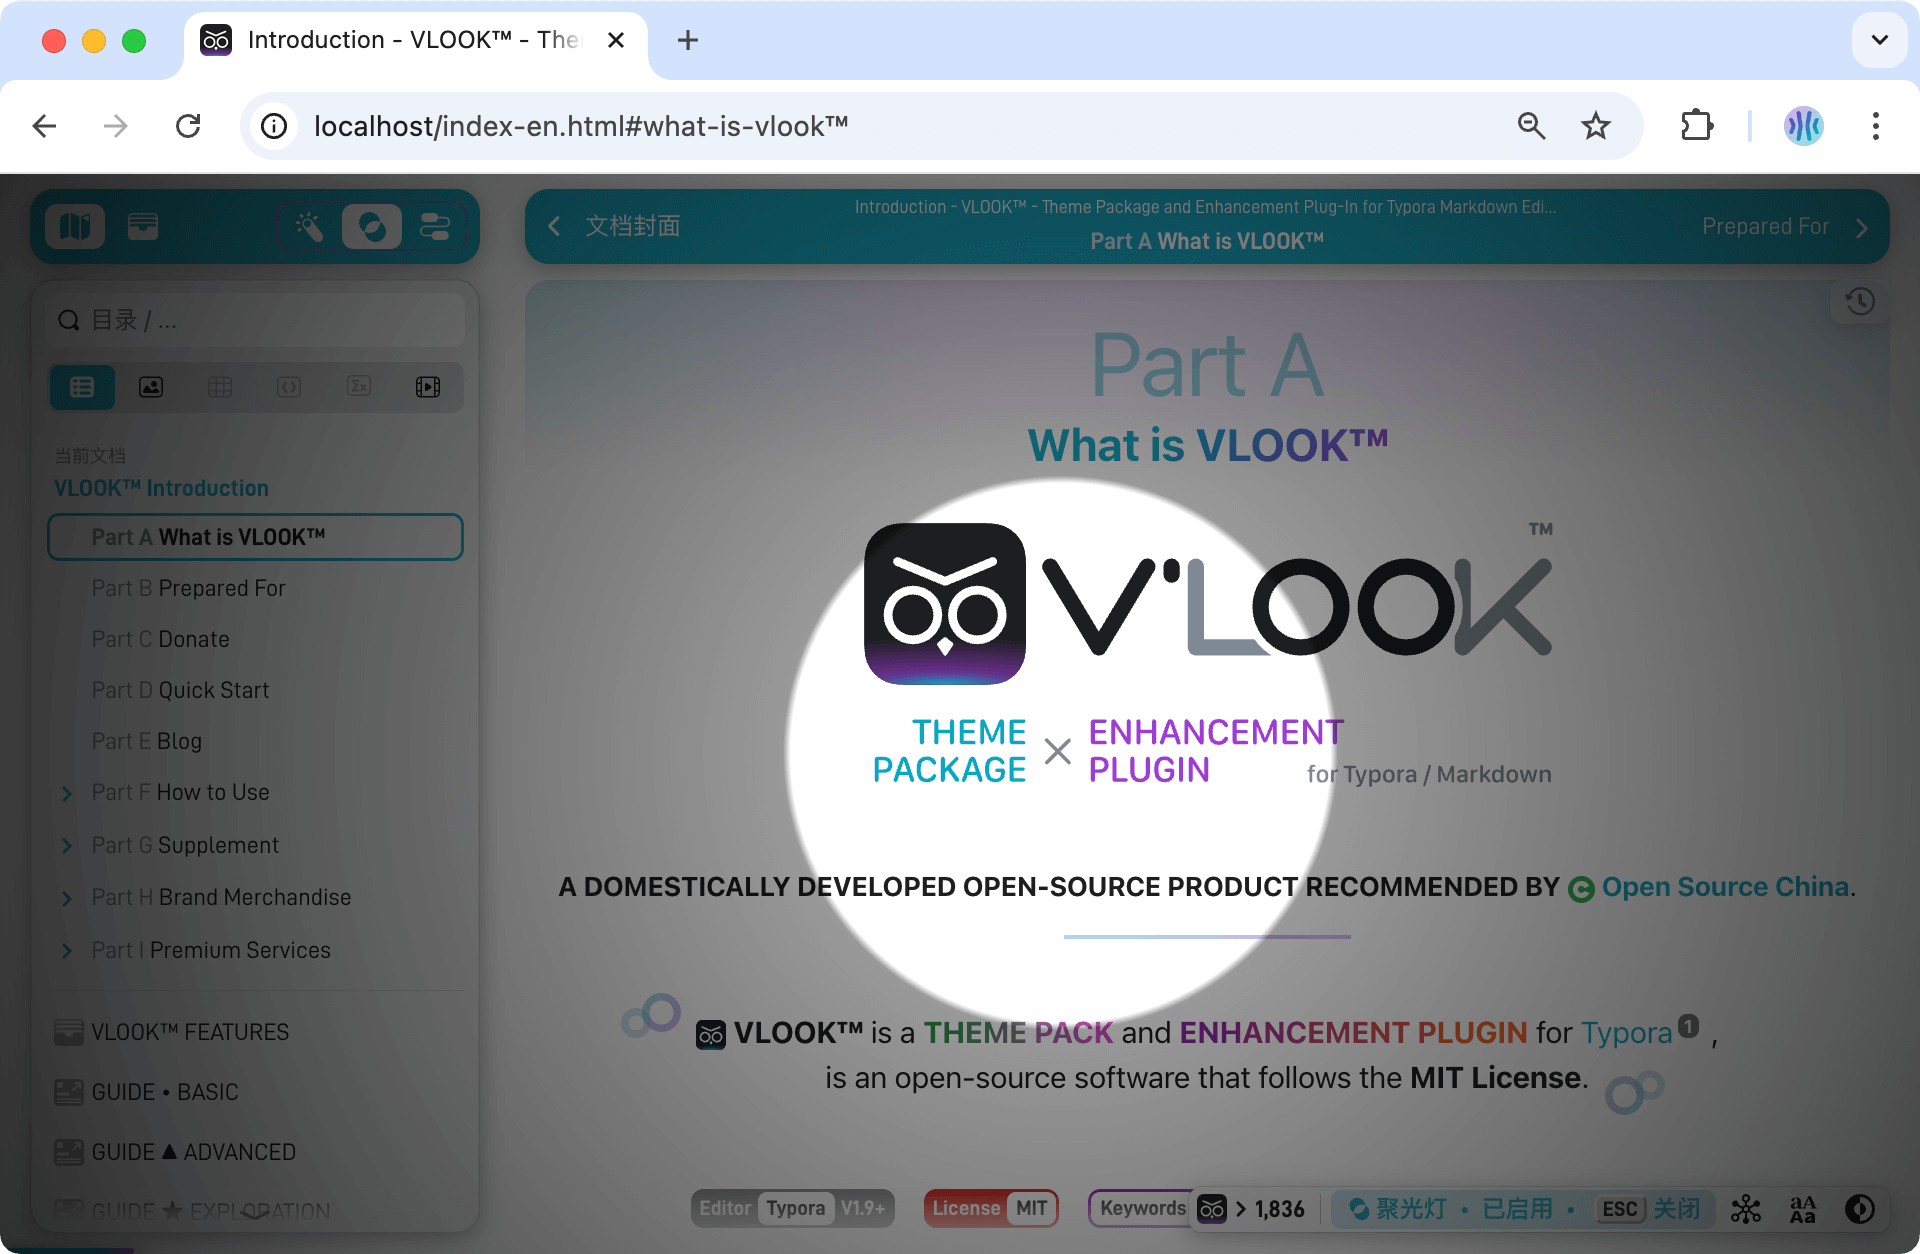 Introduction - VLOOK™ - The
localhost/index-en.html#what-is-vlook™
文档封面
Introduction - VLOOK™ - Theme Package and Enhancement Plug-In for Typora Markdown Edi...
Part A What is VLOOK™
Prepared For
目录 / ...
当前文档
VLOOK™ Introduction
Part A What is VLOOK™
Part B Prepared For
Part C Donate
Part D Quick Start
Part E Blog
Part F How to Use
Part G Supplement
Part H Brand Merchandise
Part I Premium Services
VLOOK™ FEATURES
GUIDE • BASIC
GUIDE ▲ ADVANCED
GUIDE ★ EXPLORATION
Part A
What is VLOOK™
V'LOOK™
THEME PACKAGE × ENHANCEMENT PLUGIN
for Typora / Markdown
A DOMESTICALLY DEVELOPED OPEN-SOURCE PRODUCT RECOMMENDED BY Open Source China.
VLOOK™ is a THEME PACK and ENHANCEMENT PLUGIN for Typora 1 ,
is an open-source software that follows the MIT License.
Editor Typora V1.9+
License MIT
Keywords
> 1,836
聚光灯 • 已启用 • ESC 关闭
aA
Aa